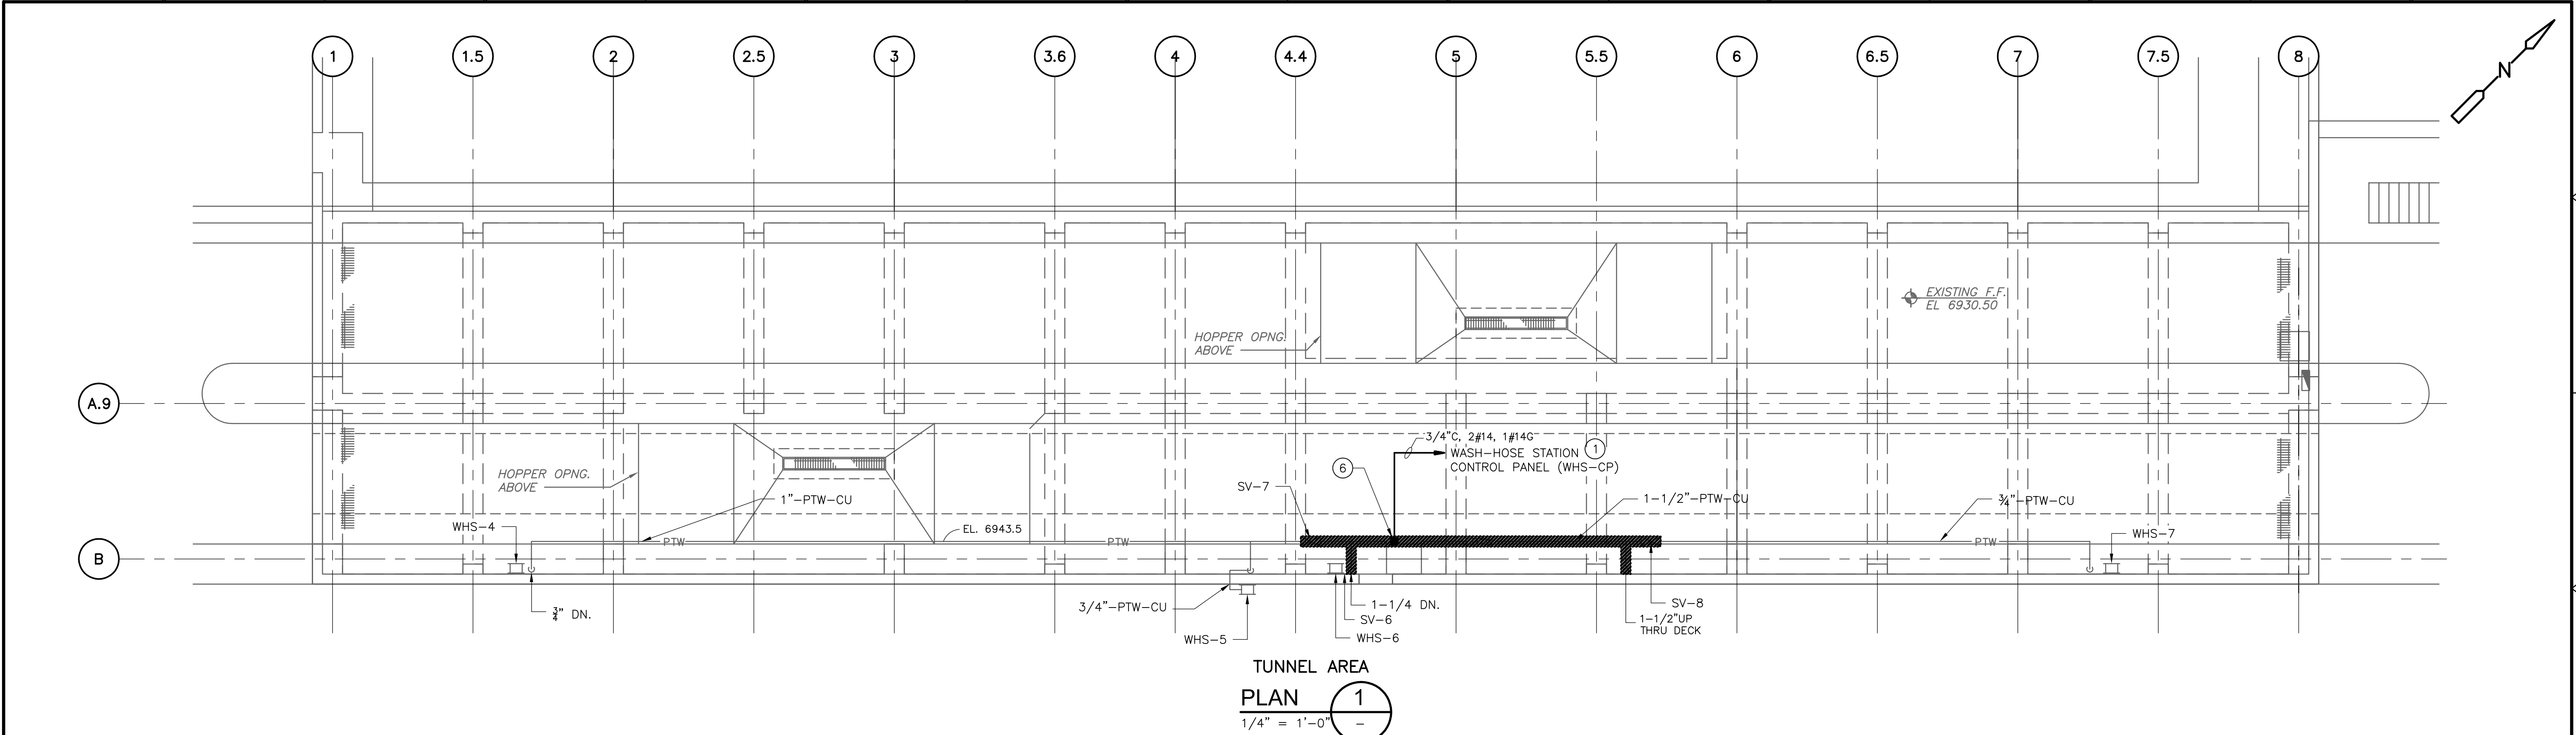 1
1.5
2
2.5
3
3.6
4
4.4
5
5.5
6
6.5
7
7.5
8
N
EXISTING F.F.
EL 6930.50
HOPPER OPNG.
ABOVE
A.9
3/4"C, 2#14, 1#14G
WASH-HOSE STATION
CONTROL PANEL (WHS-CP)
1
6
HOPPER OPNG.
ABOVE
SV-7
1"-PTW-CU
1-1/2"-PTW-CU
¾"-PTW-CU
WHS-4
EL. 6943.5
WHS-7
PTW
PTW
PTW
B
¾" DN.
3/4"-PTW-CU
1-1/4 DN.
SV-8
SV-6
1-1/2"UP
THRU DECK
WHS-5
WHS-6
TUNNEL AREA
PLAN
1
1/4" = 1'-0"
-